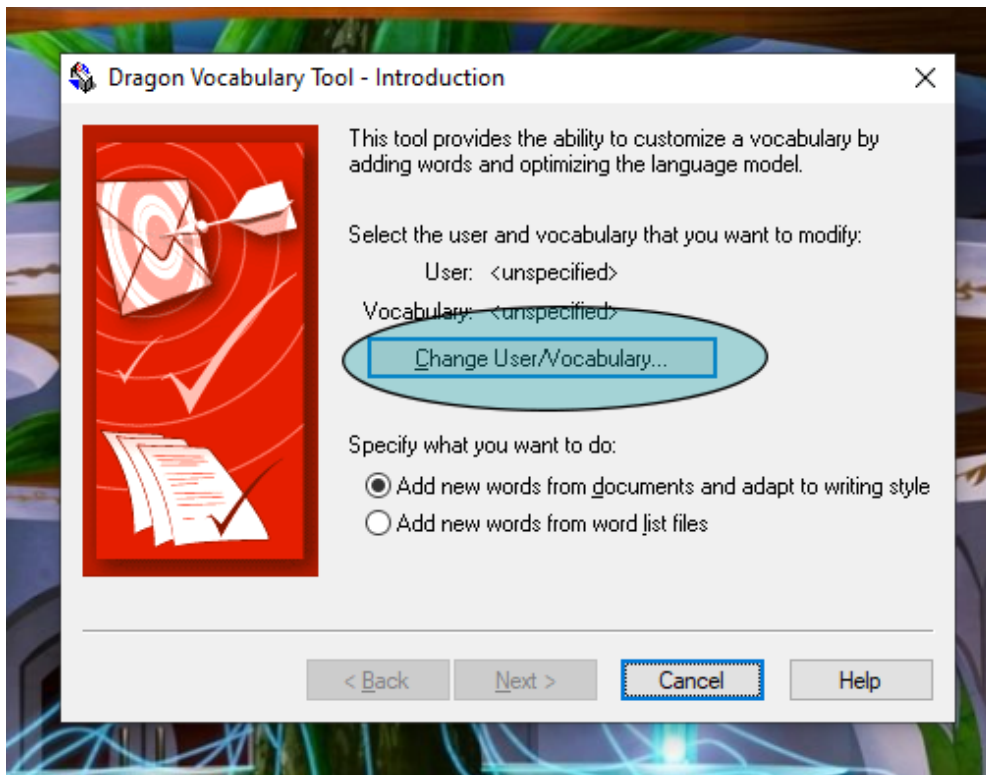 Dragon Vocabulary Tool - Introduction
This tool provides the ability to customize a vocabulary by
adding words and optimizing the language model.
Select the user and vocabulary that you want to modify:
User: <unspecified>
Vocabulary: <unspecified>
Change User/Vocabulary...
Specify what you want to do:
Add new words from documents and adapt to writing style
Add new words from word list files
< Back Next > Cancel Help